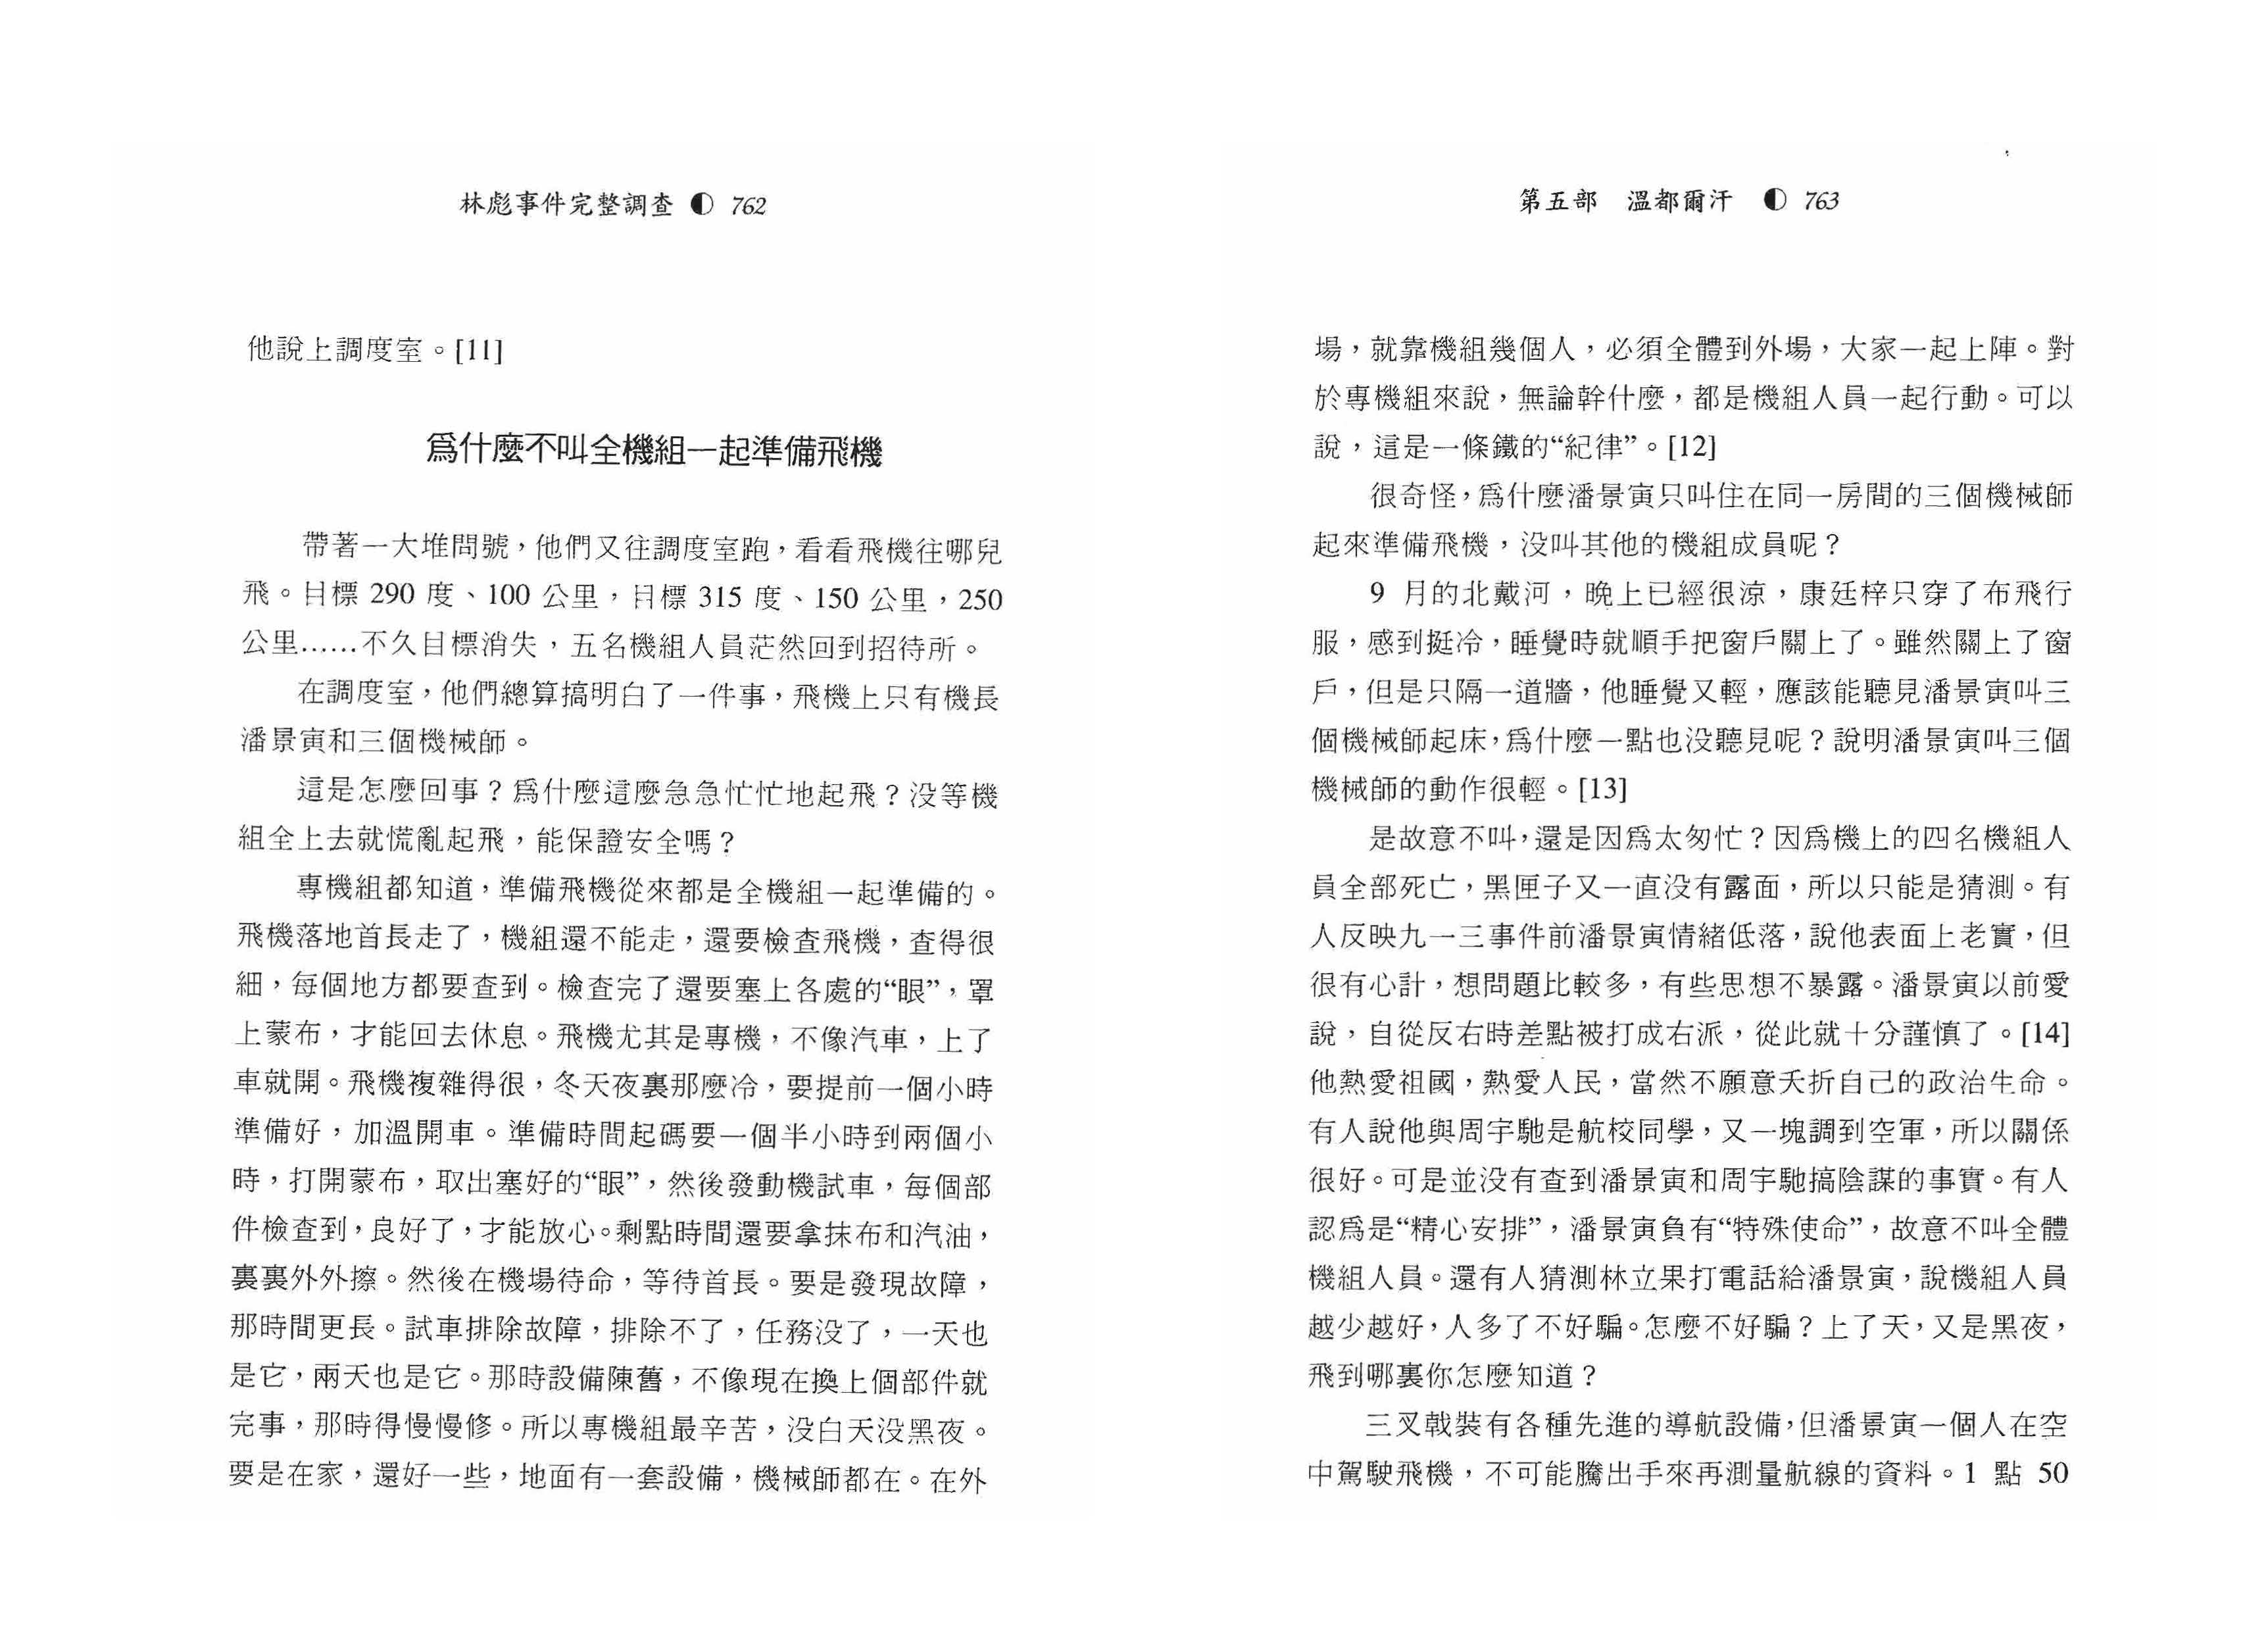 林彪事件完整調查 ◐ 762
他說上調度室。[11]
爲什麼不叫全機組一起準備飛機
帶著一大堆問號，他們又往調度室跑，看看飛機往哪兒
飛。目標 290 度、100 公里，目標 315 度、150 公里，250
公里……不久目標消失，五名機組人員茫然回到招待所。
在調度室，他們總算搞明白了一件事，飛機上只有機長
潘景寅和三個機械師。
這是怎麼回事？爲什麼這麼急急忙忙地起飛？没等機
組全上去就慌亂起飛，能保證安全嗎？
專機組都知道，準備飛機從來都是全機組一起準備的。
飛機落地首長走了，機組還不能走，還要檢查飛機，查得很
細，每個地方都要查到。檢查完了還要塞上各處的“眼”，罩
上蒙布，才能回去休息。飛機尤其是專機，不像汽車，上了
車就開。飛機複雜得很，冬天夜裏那麼冷，要提前一個小時
準備好，加溫開車。準備時間起碼要一個半小時到兩個小
時，打開蒙布，取出塞好的“眼”，然後發動機試車，每個部
件檢查到，良好了，才能放心。剩點時間還要拿抹布和汽油，
裏裏外外擦。然後在機場待命，等待首長。要是發現故障，
那時間更長。試車排除故障，排除不了，任務没了，一天也
是它，兩天也是它。那時設備陳舊，不像現在換上個部件就
完事，那時得慢慢修。所以專機組最辛苦，没白天没黑夜。
要是在家，還好一些，地面有一套設備，機械師都在。在外
第五部 溫都爾汗 ◐ 763
場，就靠機組幾個人，必須全體到外場，大家一起上陣。對
於專機組來說，無論幹什麼，都是機組人員一起行動。可以
說，這是一條鐵的“紀律”。[12]
很奇怪，爲什麼潘景寅只叫住在同一房間的三個機械師
起來準備飛機，没叫其他的機組成員呢？
9 月的北戴河，晚上已經很涼，康廷梓只穿了布飛行
服，感到挺冷，睡覺時就順手把窗戶關上了。雖然關上了窗
戶，但是只隔一道牆，他睡覺又輕，應該能聽見潘景寅叫三
個機械師起床，爲什麼一點也没聽見呢？說明潘景寅叫三個
機械師的動作很輕。[13]
是故意不叫，還是因爲太匆忙？因爲機上的四名機組人
員全部死亡，黑匣子又一直没有露面，所以只能是猜測。有
人反映九一三事件前潘景寅情緒低落，說他表面上老實，但
很有心計，想問題比較多，有些思想不暴露。潘景寅以前愛
說，自從反右時差點被打成右派，從此就十分謹慎了。[14]
他熱愛祖國，熱愛人民，當然不願意夭折自己的政治生命。
有人說他與周宇馳是航校同學，又一塊調到空軍，所以關係
很好。可是並没有查到潘景寅和周宇馳搞陰謀的事實。有人
認爲是“精心安排”，潘景寅負有“特殊使命”，故意不叫全體
機組人員。還有人猜測林立果打電話給潘景寅，說機組人員
越少越好，人多了不好騙。怎麼不好騙？上了天，又是黑夜，
飛到哪裏你怎麼知道？
三叉戟裝有各種先進的導航設備，但潘景寅一個人在空
中駕駛飛機，不可能騰出手來再測量航線的資料。1 點 50